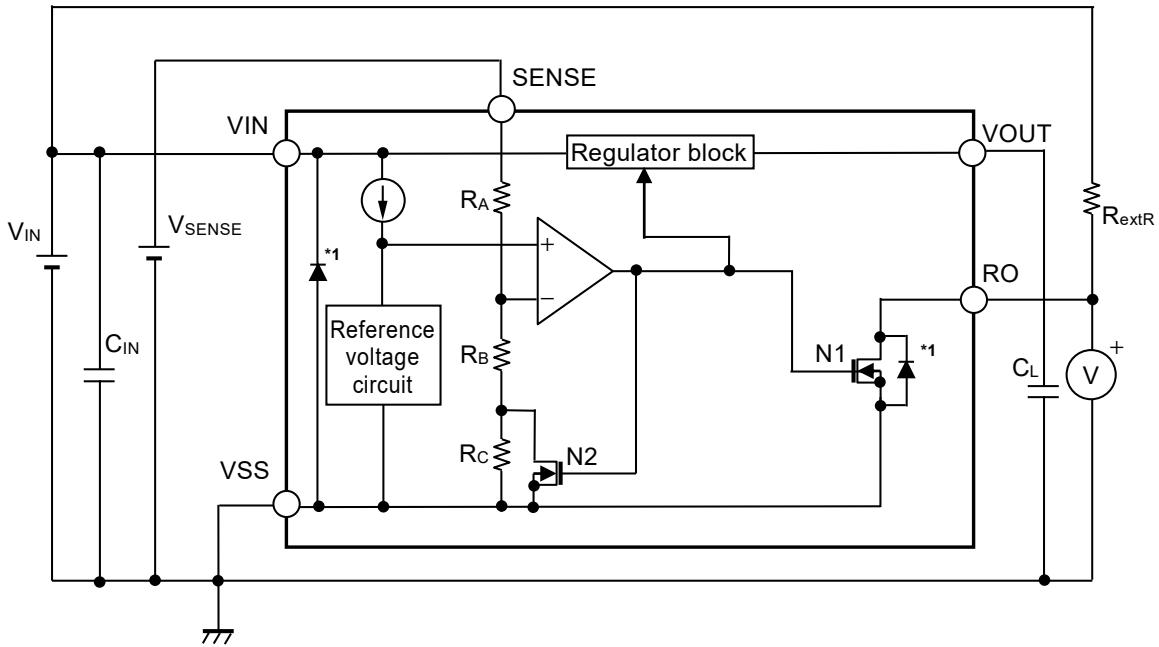 SENSE
VIN
VOUT
Regulator block
RA
RextR
VIN
VSENSE
*1
+
−
RO
Reference
voltage
circuit
RB
N1
*1
+
CIN
CL
V
RC
N2
VSS